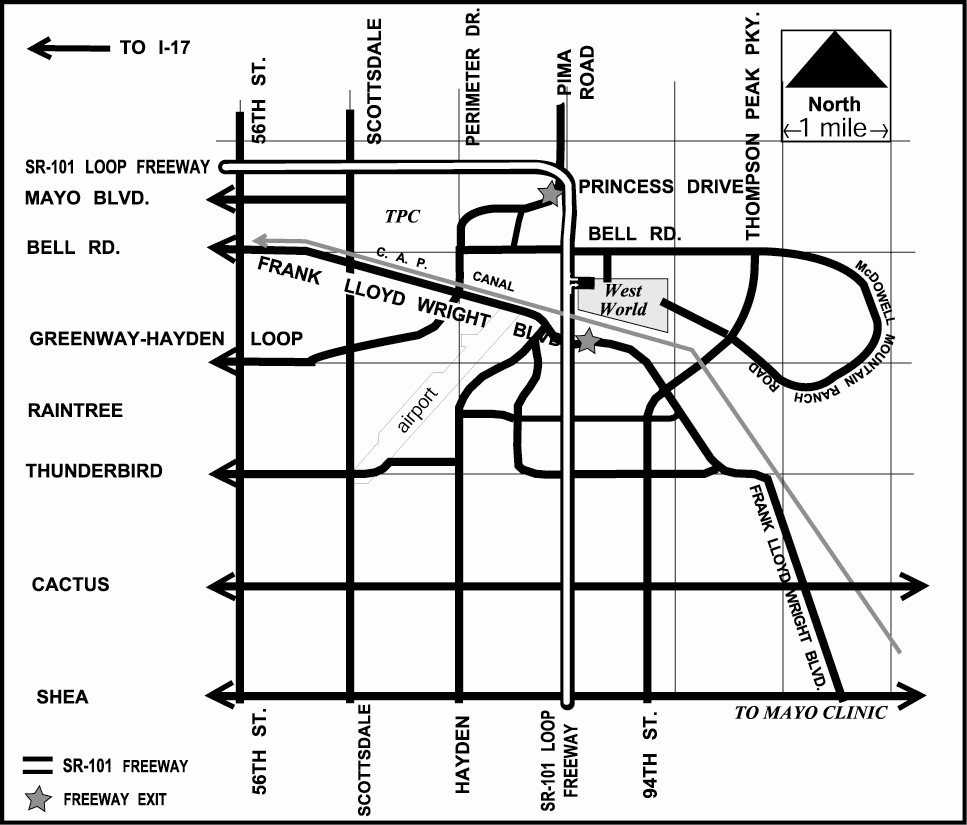 TO I-17
56TH ST.
SCOTTSDALE
PERIMETER DR.
PIMA
ROAD
THOMPSON PEAK PKY.
North
1 mile
SR-101 LOOP FREEWAY
MAYO BLVD.
PRINCESS DRIVE
TPC
BELL RD.
BELL RD.
C. A. P.
CANAL
FRANK LLOYD WRIGHT BLVD
West
World
McDOWELL MOUNTAIN RANCH ROAD
GREENWAY-HAYDEN LOOP
airport
RAINTREE
THUNDERBIRD
FRANK LLOYD WRIGHT BLVD.
CACTUS
SHEA
TO MAYO CLINIC
56TH ST.
SCOTTSDALE
HAYDEN
SR-101 LOOP
FREEWAY
94TH ST.
SR-101 FREEWAY
FREEWAY EXIT